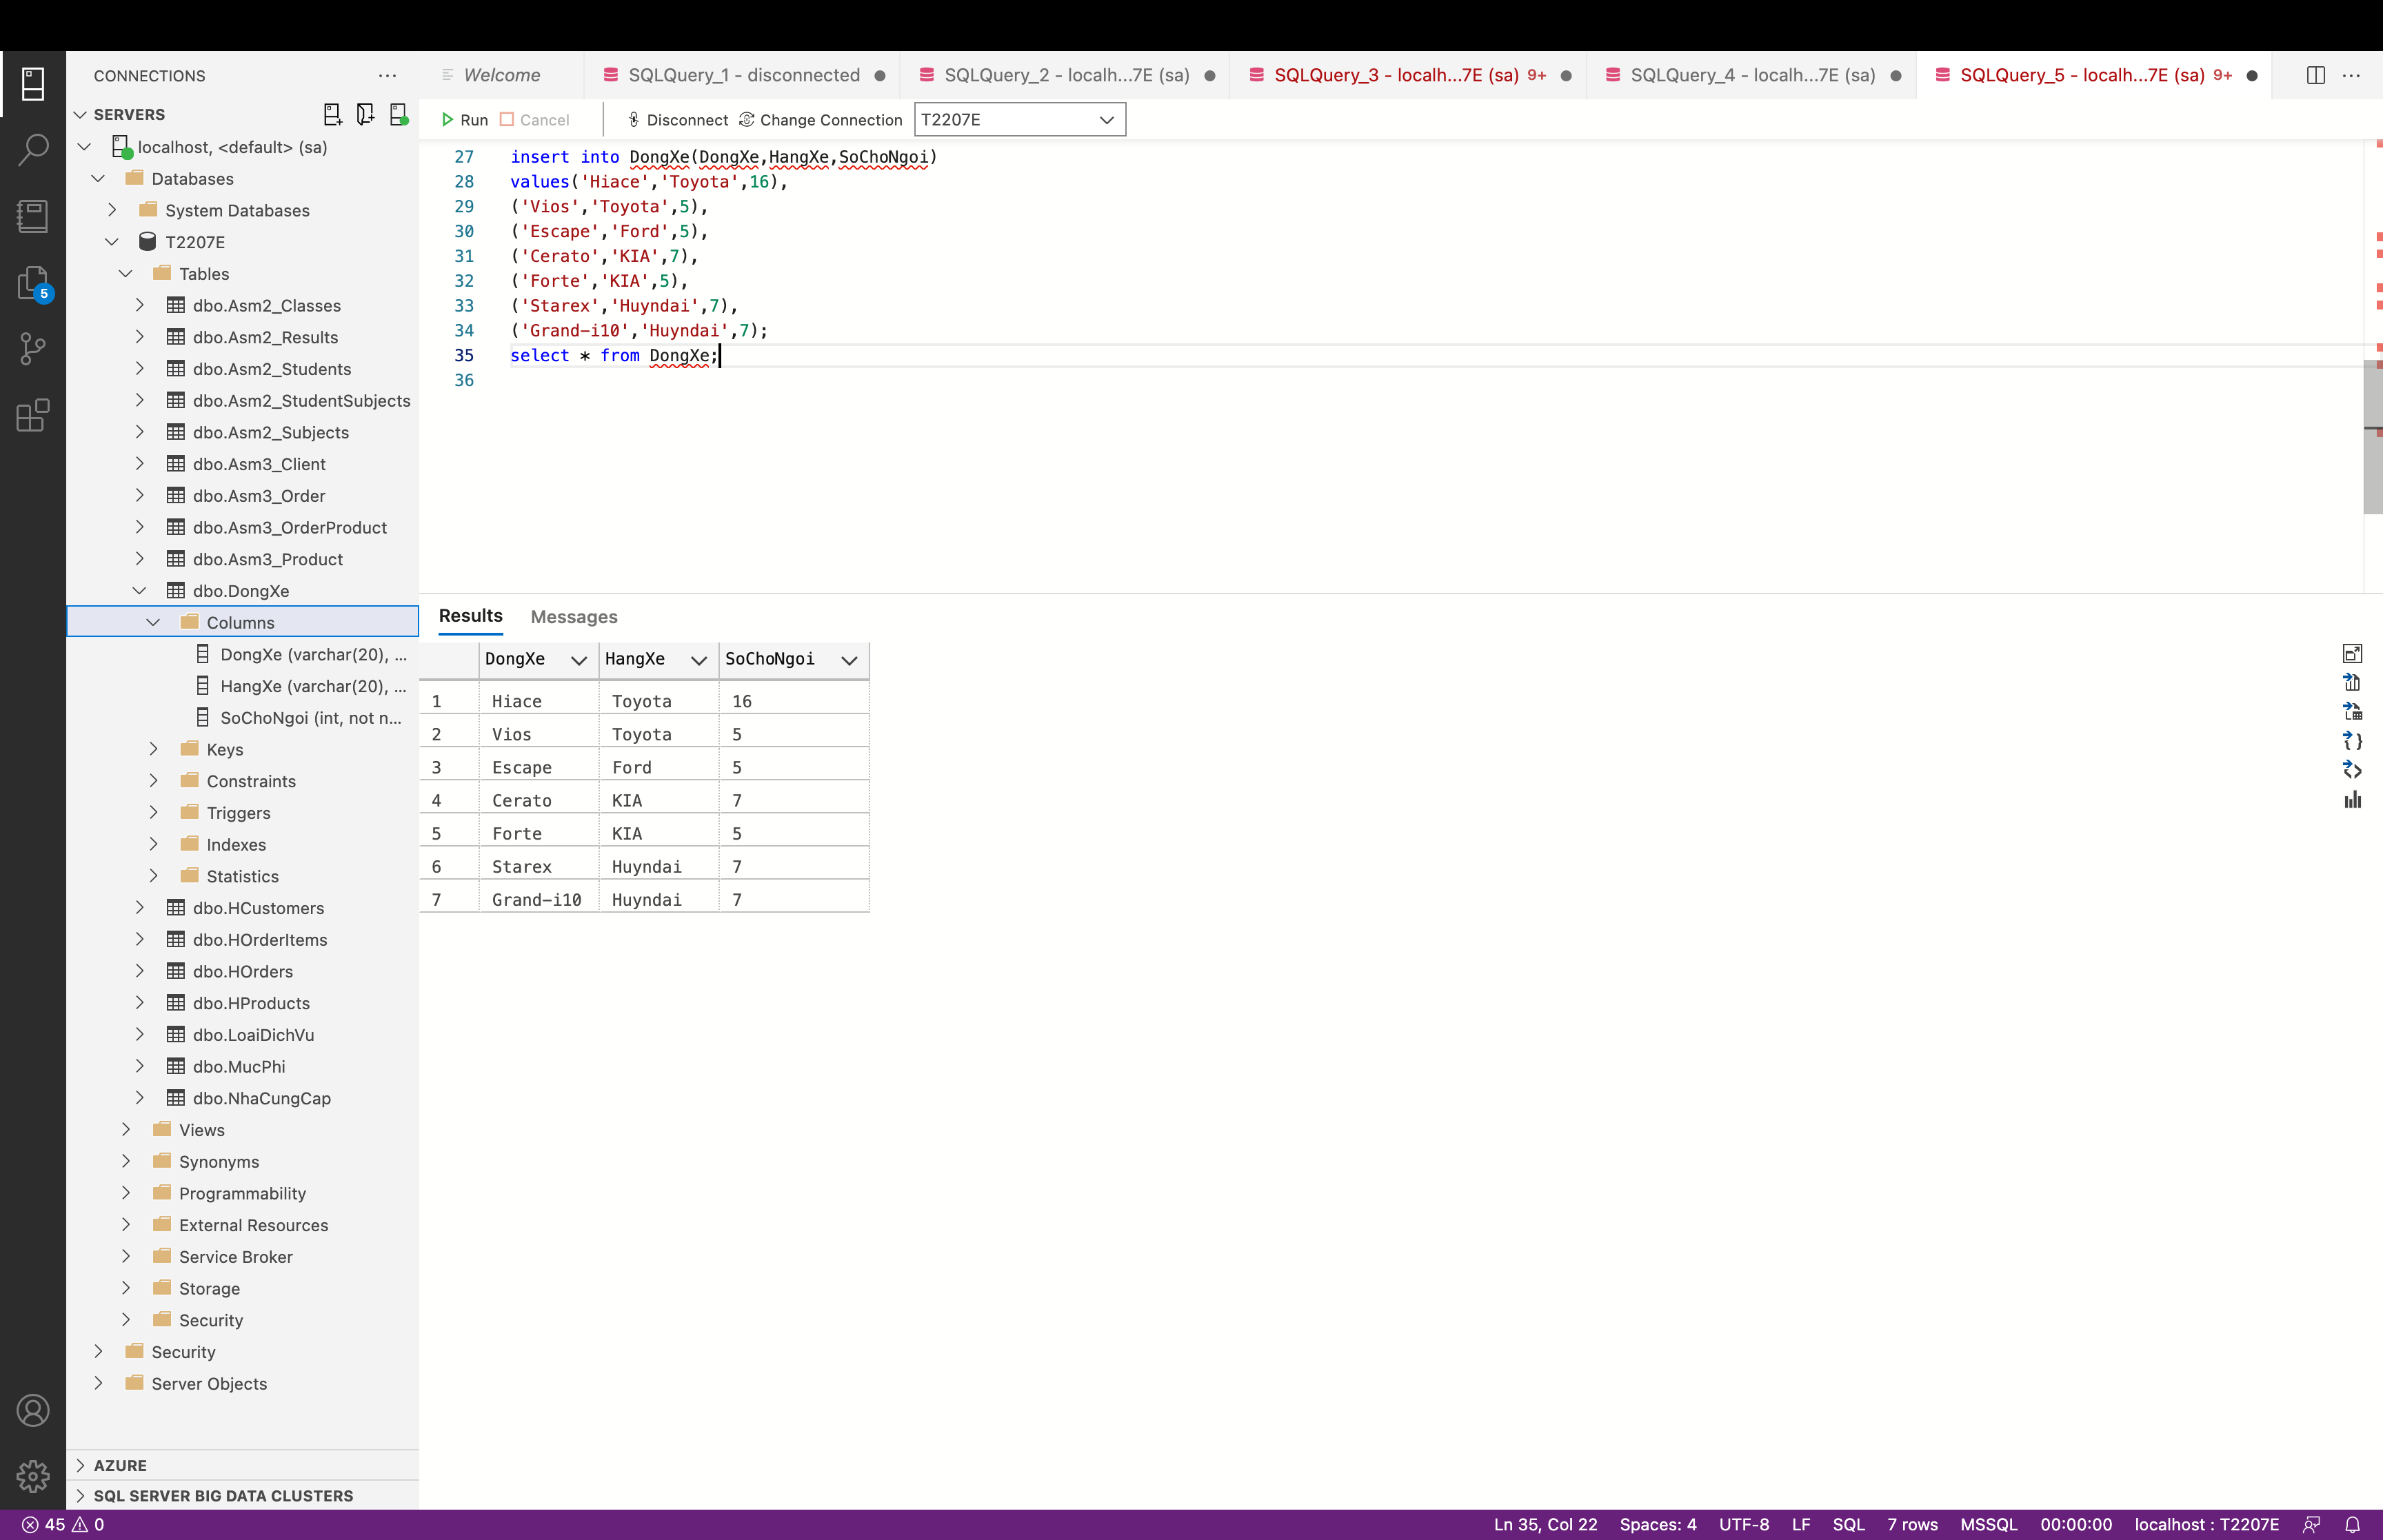 CONNECTIONS ···
SERVERS
localhost, <default> (sa)
Databases
System Databases
T2207E
Tables
dbo.Asm2_Classes
dbo.Asm2_Results
dbo.Asm2_Students
dbo.Asm2_StudentSubjects
dbo.Asm2_Subjects
dbo.Asm3_Client
dbo.Asm3_Order
dbo.Asm3_OrderProduct
dbo.Asm3_Product
dbo.DongXe
Columns
DongXe (varchar(20), ...
HangXe (varchar(20), ...
SoChoNgoi (int, not n...
Keys
Constraints
Triggers
Indexes
Statistics
dbo.HCustomers
dbo.HOrderItems
dbo.HOrders
dbo.HProducts
dbo.LoaiDichVu
dbo.MucPhi
dbo.NhaCungCap
Views
Synonyms
Programmability
External Resources
Service Broker
Storage
Security
Security
Server Objects
AZURE
SQL SERVER BIG DATA CLUSTERS
5
Welcome SQLQuery_1 - disconnected SQLQuery_2 - localh...7E (sa) SQLQuery_3 - localh...7E (sa) 9+ SQLQuery_4 - localh...7E (sa) SQLQuery_5 - localh...7E (sa) 9+ ···
Run Cancel Disconnect Change Connection T2207E
27 insert into DongXe(DongXe,HangXe,SoChoNgoi)
28 values('Hiace','Toyota',16),
29 ('Vios','Toyota',5),
30 ('Escape','Ford',5),
31 ('Cerato','KIA',7),
32 ('Forte','KIA',5),
33 ('Starex','Huyndai',7),
34 ('Grand-i10','Huyndai',7);
35 select * from DongXe;
36
Results Messages
DongXe HangXe SoChoNgoi
1 Hiace Toyota 16
2 Vios Toyota 5
3 Escape Ford 5
4 Cerato KIA 7
5 Forte KIA 5
6 Starex Huyndai 7
7 Grand-i10 Huyndai 7
45 0 Ln 35, Col 22 Spaces: 4 UTF-8 LF SQL 7 rows MSSQL 00:00:00 localhost : T2207E